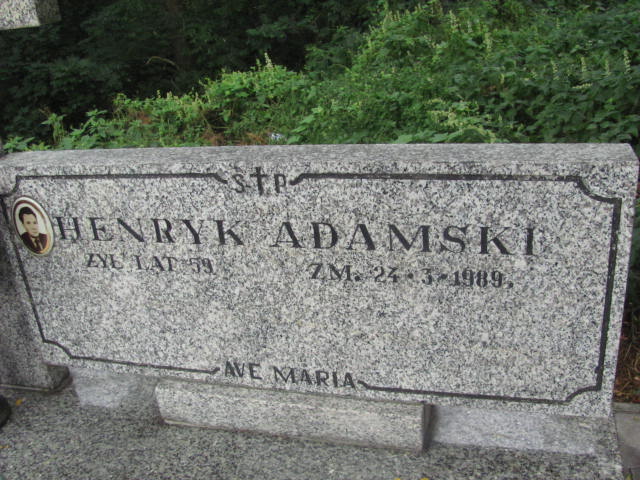 S†P
HENRYK ADAMSKI
ŻYŁ LAT 59 ZM. 24·3·1989.
AVE MARIA